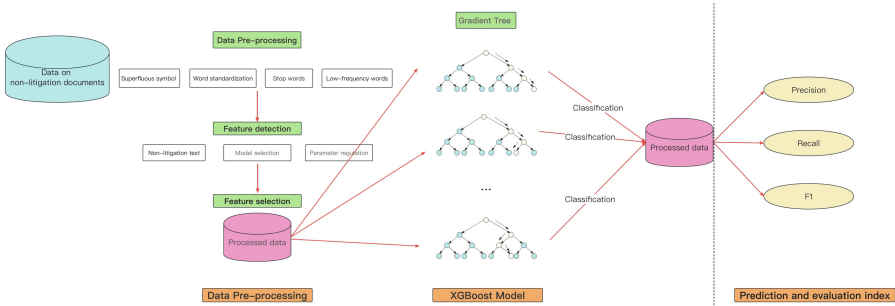 Gradient Tree
Data Pre-processing
Data on
non-litigation documents
Superfluous symbol
Word standardization
Stop words
Low-frequency words
Feature detection
Non-litigation text
Model selection
Parameter regulation
Feature selection
Processed data
...
Classification
Classification
Classification
Processed data
Precision
Recall
F1
Data Pre-processing
XGBoost Model
Prediction and evaluation index